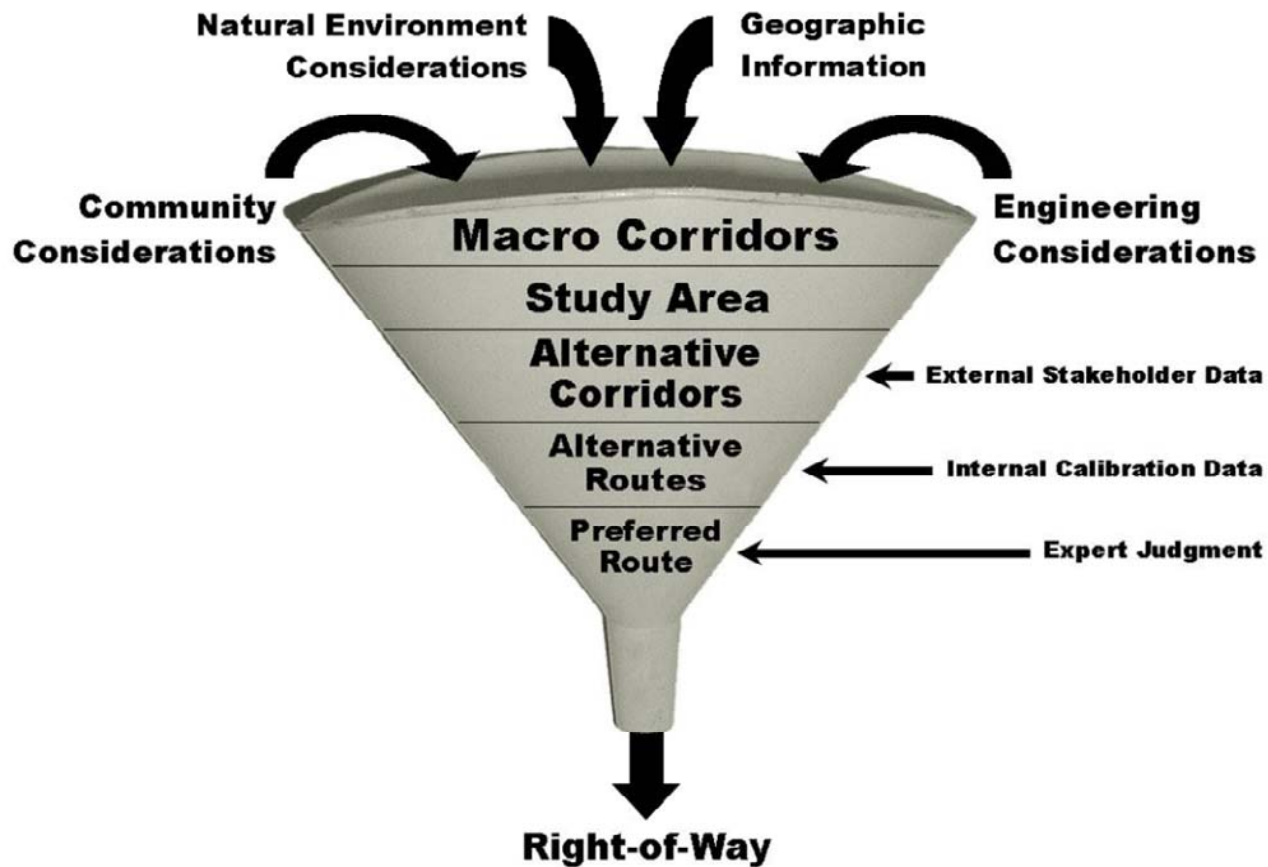 Natural Environment
Considerations
Geographic
Information
Community
Considerations
Engineering
Considerations
Macro Corridors
Study Area
Alternative
Corridors
External Stakeholder Data
Alternative
Routes
Internal Calibration Data
Preferred
Route
Expert Judgment
Right-of-Way